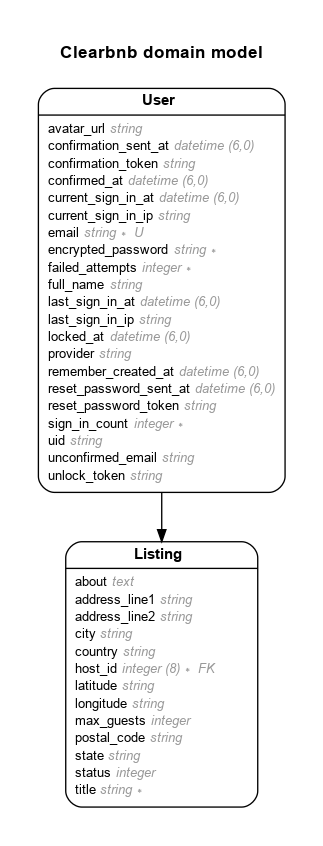 Clearbnb domain model
User
avatar_url string
confirmation_sent_at datetime (6,0)
confirmation_token string
confirmed_at datetime (6,0)
current_sign_in_at datetime (6,0)
current_sign_in_ip string
email string ∗ U
encrypted_password string ∗
failed_attempts integer ∗
full_name string
last_sign_in_at datetime (6,0)
last_sign_in_ip string
locked_at datetime (6,0)
provider string
remember_created_at datetime (6,0)
reset_password_sent_at datetime (6,0)
reset_password_token string
sign_in_count integer ∗
uid string
unconfirmed_email string
unlock_token string
Listing
about text
address_line1 string
address_line2 string
city string
country string
host_id integer (8) ∗ FK
latitude string
longitude string
max_guests integer
postal_code string
state string
status integer
title string ∗